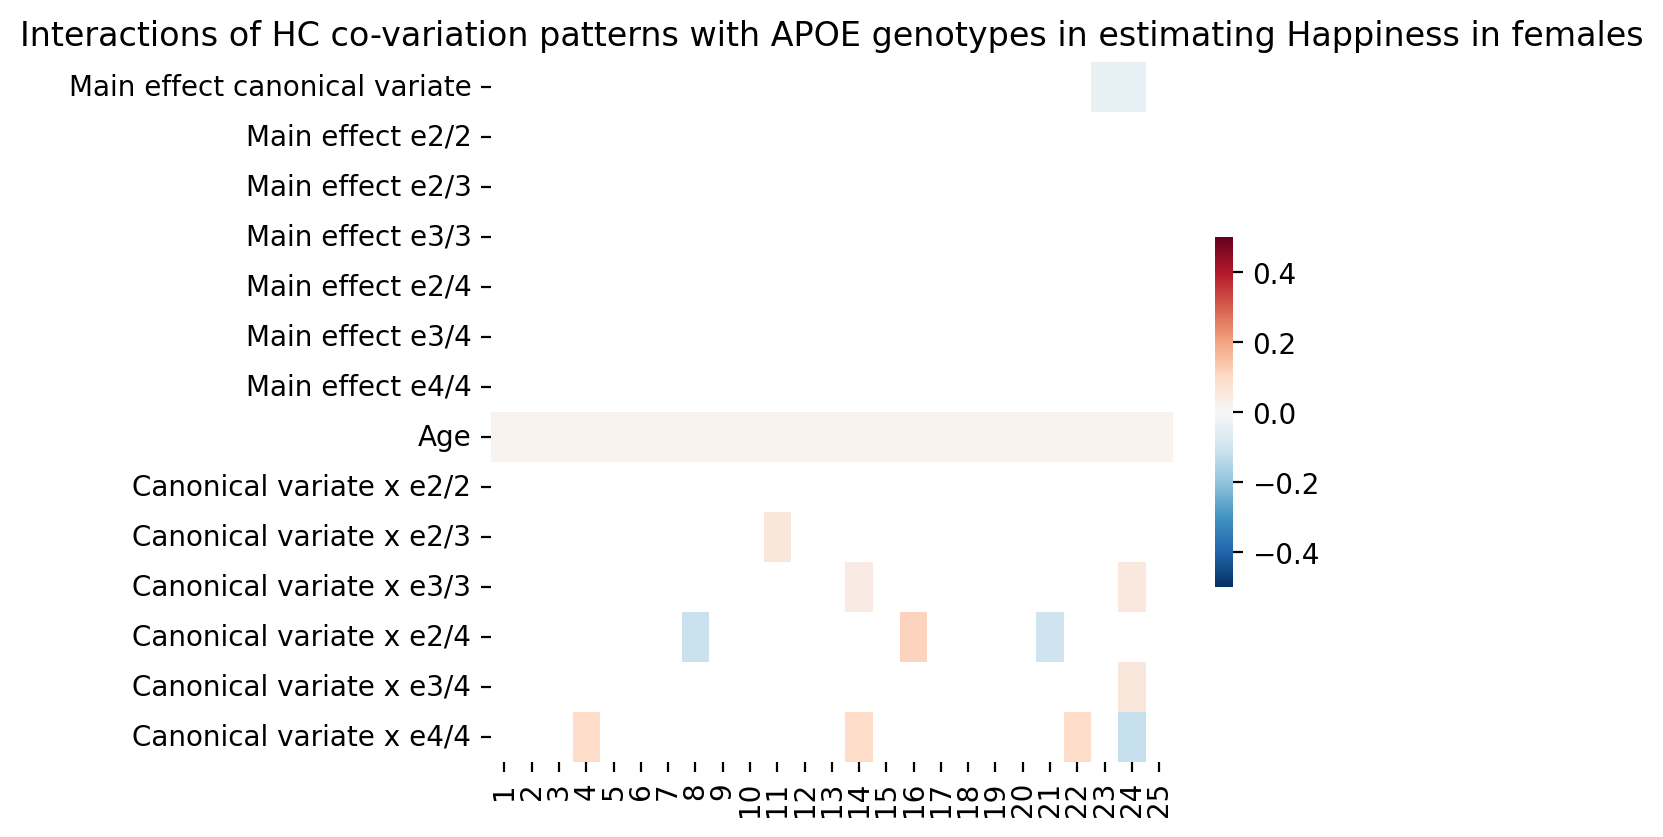 Interactions of HC co-variation patterns with APOE genotypes in estimating Happiness in females
Main effect canonical variate
Main effect e2/2
Main effect e2/3
Main effect e3/3
Main effect e2/4
Main effect e3/4
Main effect e4/4
Age
Canonical variate x e2/2
Canonical variate x e2/3
Canonical variate x e3/3
Canonical variate x e2/4
Canonical variate x e3/4
Canonical variate x e4/4
1 2 3 4 5 6 7 8 9 10 11 12 13 14 15 16 17 18 19 20 21 22 23 24 25
0.4
0.2
0.0
−0.2
−0.4